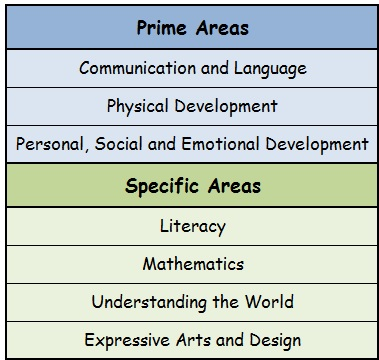 Prime Areas
Communication and Language
Physical Development
Personal, Social and Emotional Development
Specific Areas
Literacy
Mathematics
Understanding the World
Expressive Arts and Design